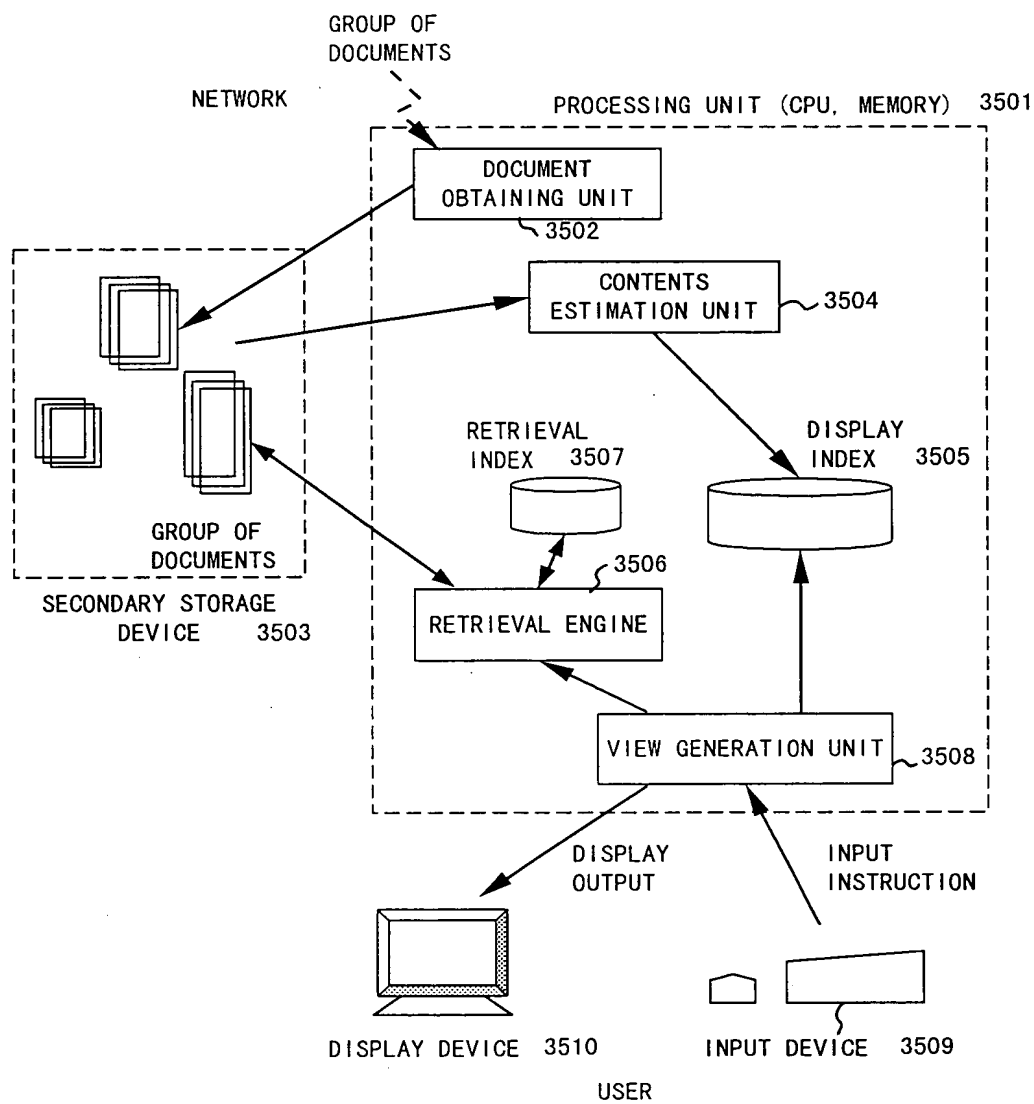 GROUP OF
DOCUMENTS
NETWORK
PROCESSING UNIT (CPU, MEMORY) 3501
DOCUMENT
OBTAINING UNIT
3502
CONTENTS
ESTIMATION UNIT
3504
RETRIEVAL
INDEX 3507
DISPLAY
INDEX 3505
GROUP OF
DOCUMENTS
SECONDARY STORAGE
DEVICE 3503
3506
RETRIEVAL ENGINE
VIEW GENERATION UNIT
3508
DISPLAY
OUTPUT
INPUT
INSTRUCTION
DISPLAY DEVICE 3510
INPUT DEVICE 3509
USER